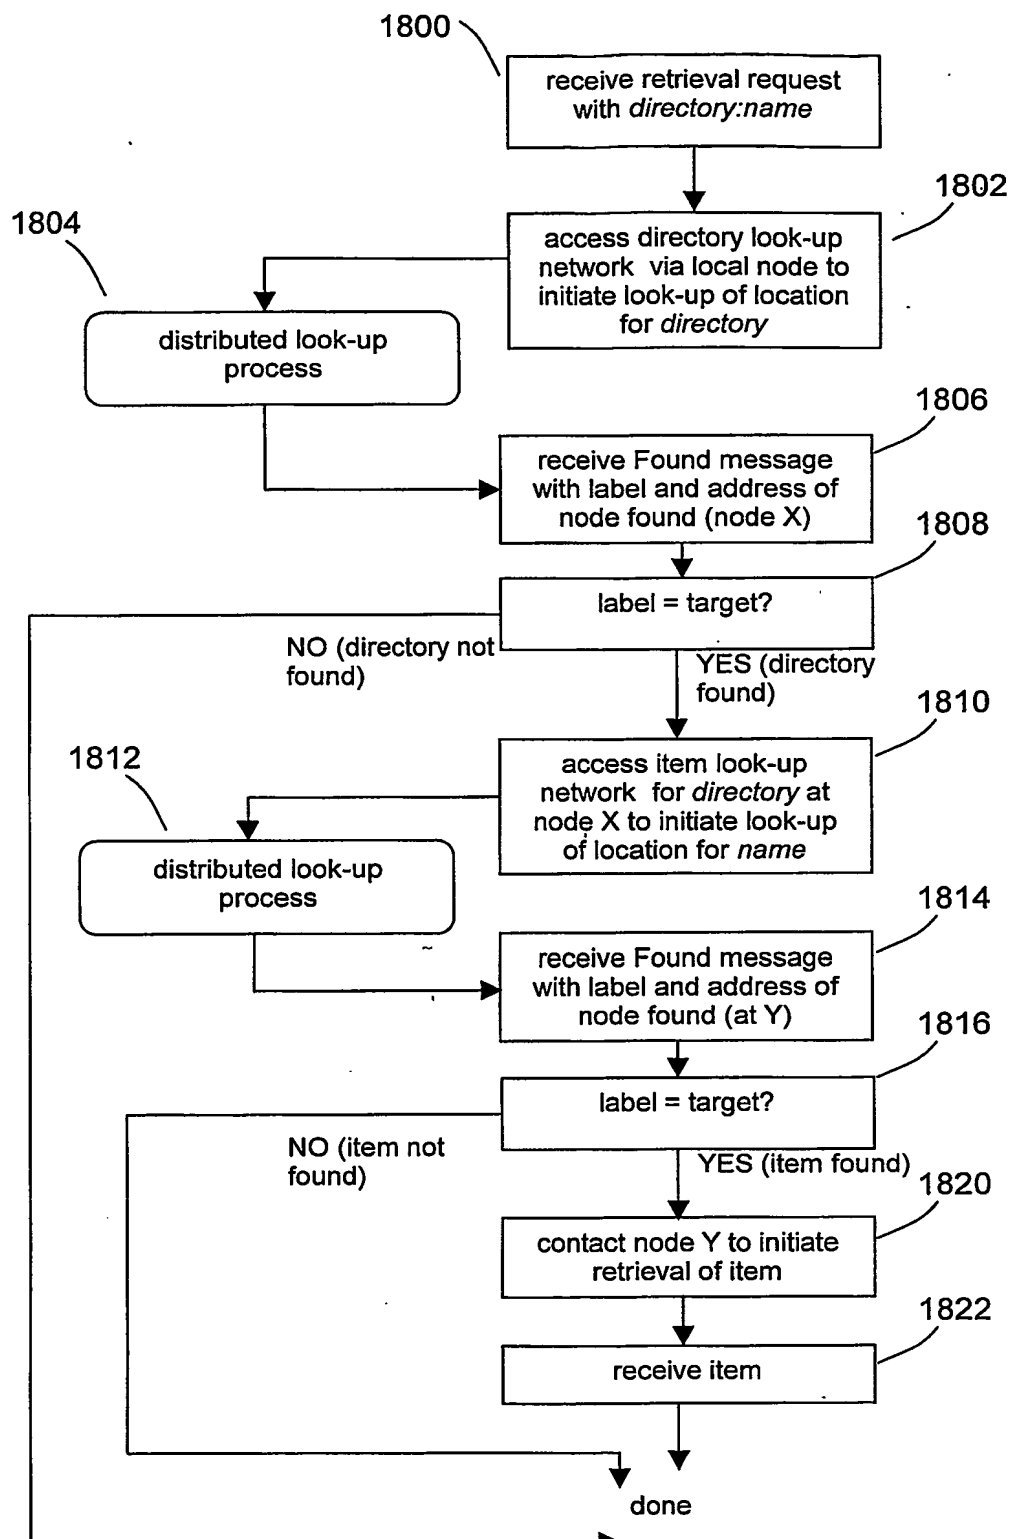 1800
receive retrieval request
with directory:name
1802
access directory look-up
network via local node to
initiate look-up of location
for directory
1804
distributed look-up
process
1806
receive Found message
with label and address of
node found (node X)
1808
label = target?
NO (directory not
found)
YES (directory
found)
1810
access item look-up
network for directory at
node X to initiate look-up
of location for name
1812
distributed look-up
process
1814
receive Found message
with label and address of
node found (at Y)
1816
label = target?
NO (item not
found)
YES (item found)
1820
contact node Y to initiate
retrieval of item
1822
receive item
done